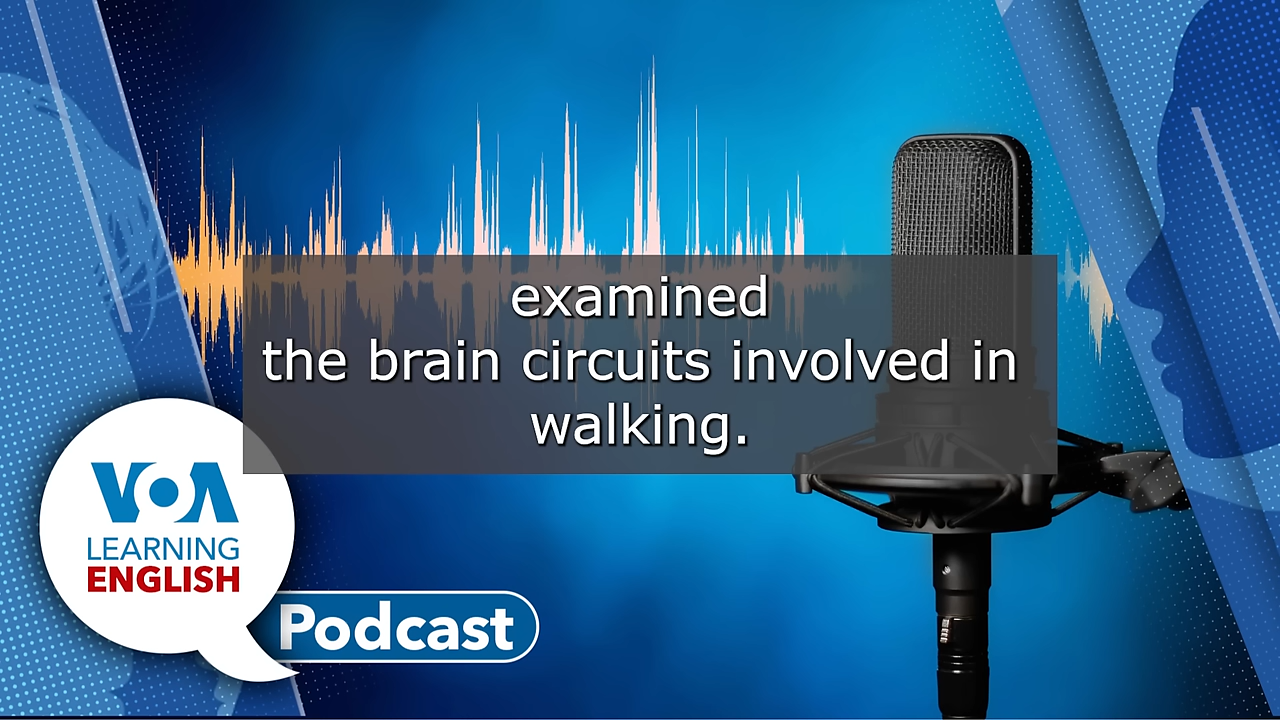 examined
the brain circuits involved in
walking.
VOA
LEARNING
ENGLISH
Podcast